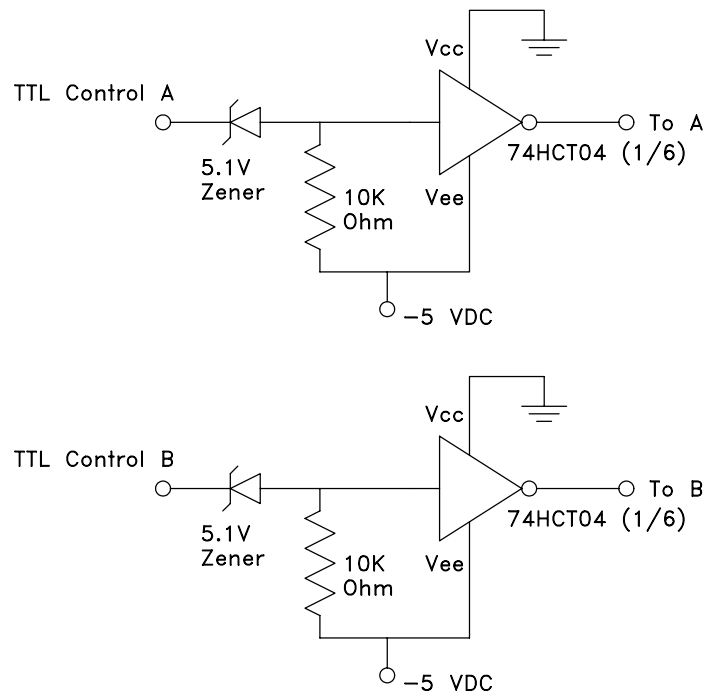 Vcc
TTL Control A
To A
74HCT04 (1/6)
5.1V
Zener
10K
Ohm
Vee
-5 VDC
Vcc
TTL Control B
To B
74HCT04 (1/6)
5.1V
Zener
10K
Ohm
Vee
-5 VDC